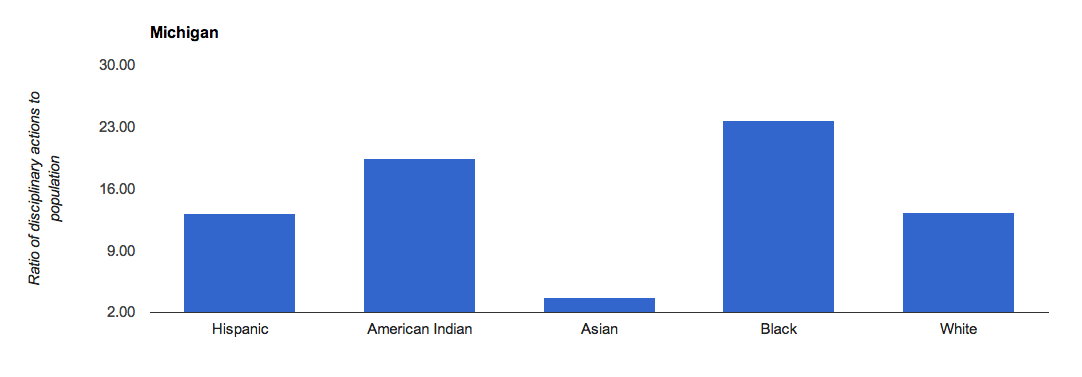 Michigan
30.00
23.00
16.00
9.00
2.00
Ratio of disciplinary actions to
population
Hispanic
American Indian
Asian
Black
White